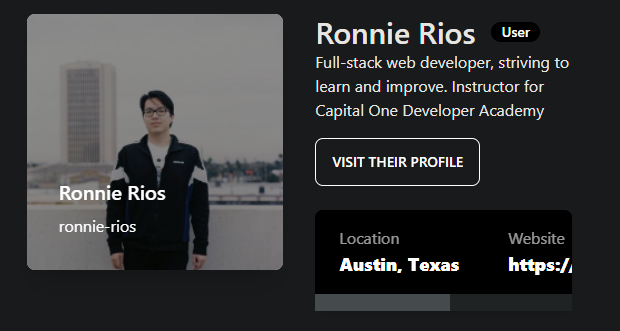 Ronnie Rios
ronnie-rios
Ronnie Rios User
Full-stack web developer, striving to
learn and improve. Instructor for
Capital One Developer Academy
VISIT THEIR PROFILE
Location Website
Austin, Texas https:/